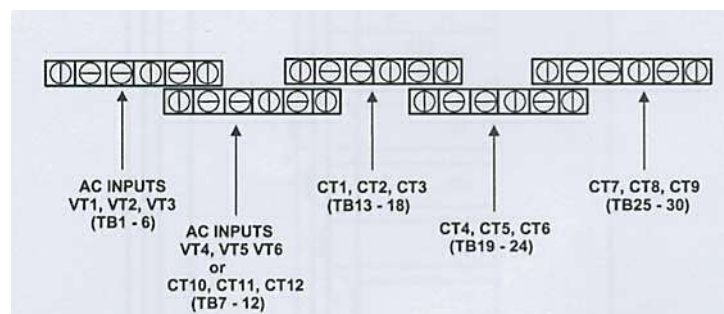 AC INPUTS
VT1, VT2, VT3
(TB1 - 6)
AC INPUTS
VT4, VT5 VT6
or
CT10, CT11, CT12
(TB7 - 12)
CT1, CT2, CT3
(TB13 - 18)
CT4, CT5, CT6
(TB19 - 24)
CT7, CT8, CT9
(TB25 - 30)